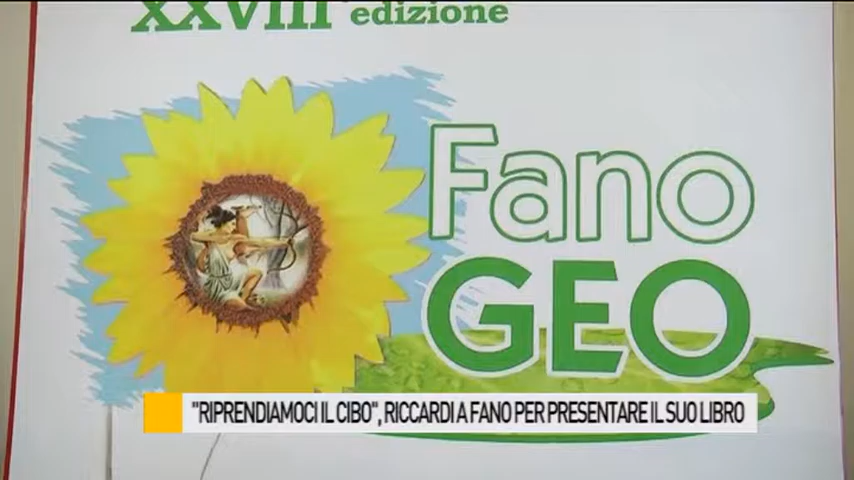 XXVIII edizione
Fano
GEO
"RIPRENDIAMOCI IL CIBO", RICCARDI A FANO PER PRESENTARE IL SUO LIBRO